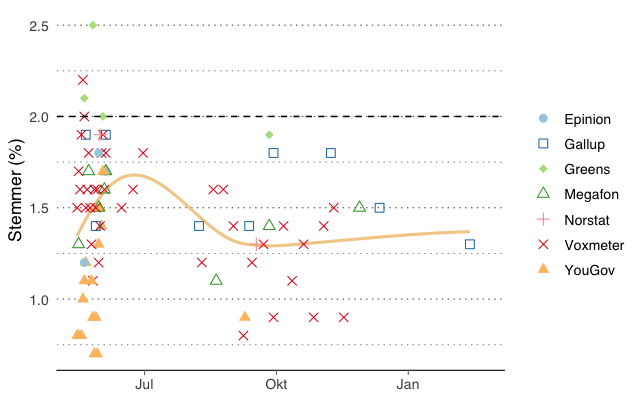 2.5
2.0
1.5
1.0
Stemmer (%)
Jul
Okt
Jan
Epinion
Gallup
Greens
Megafon
Norstat
Voxmeter
YouGov